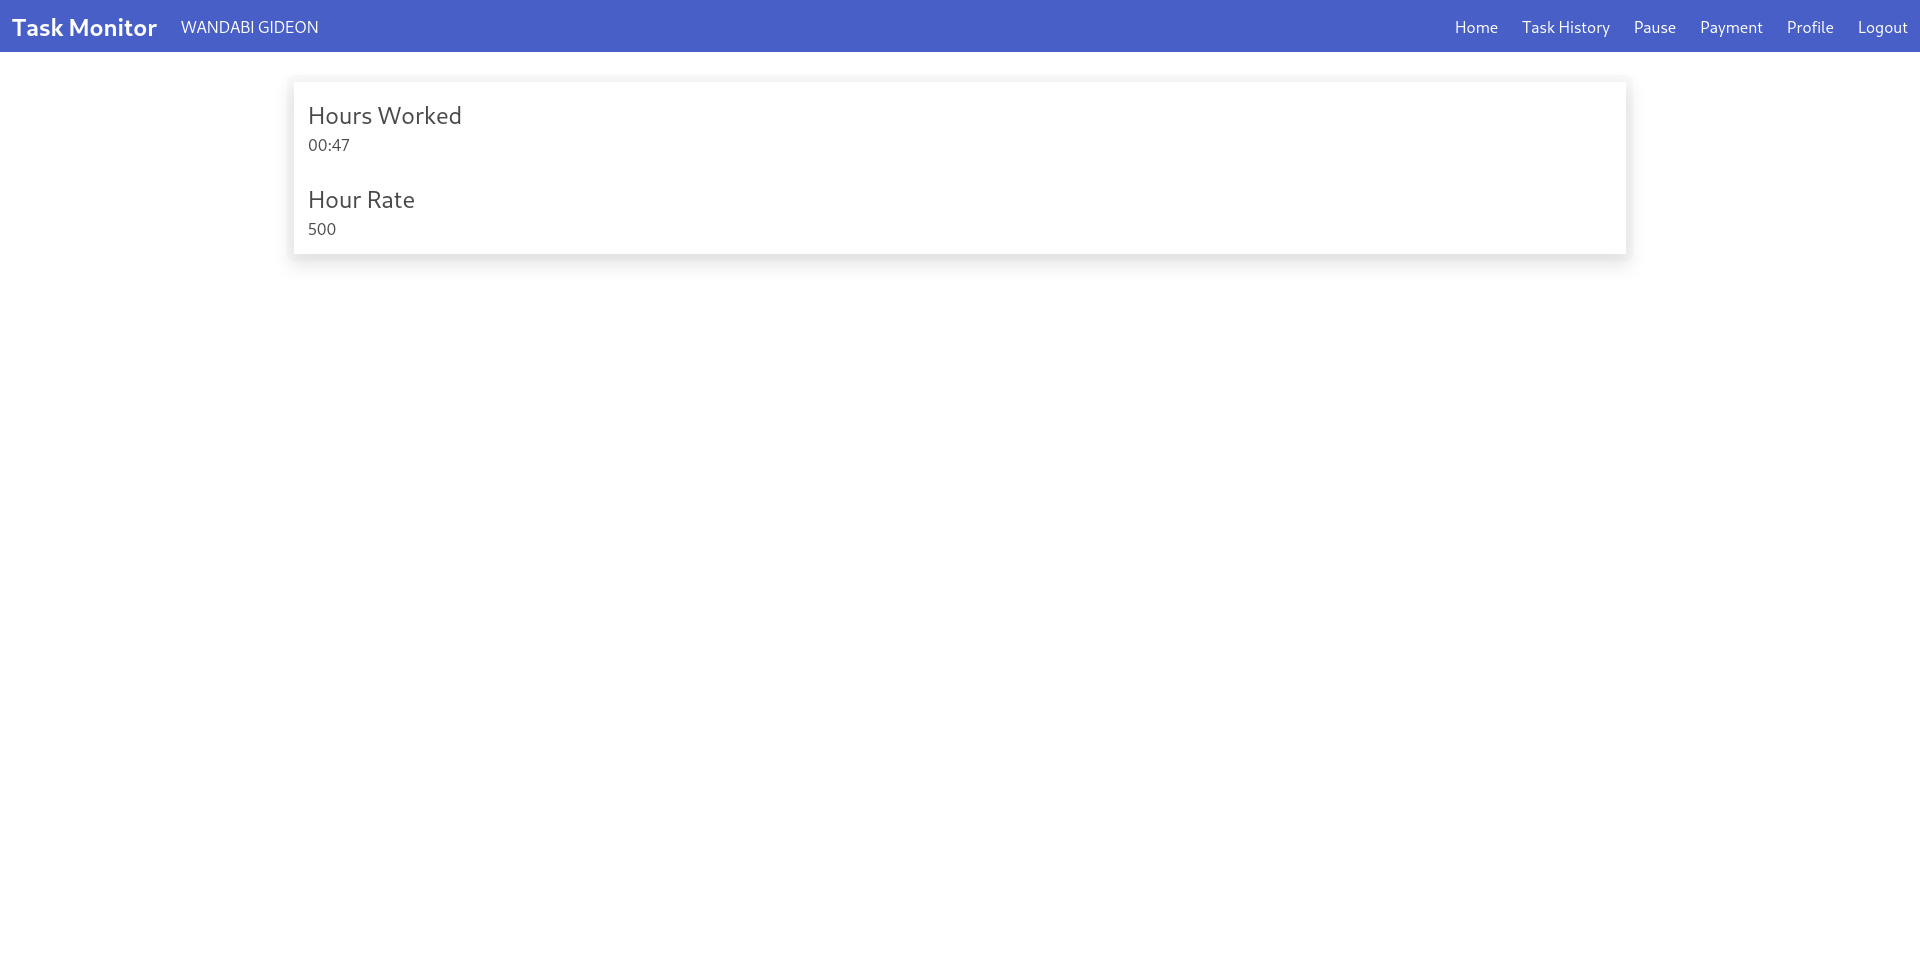 Task Monitor WANDABI GIDEON Home Task History Pause Payment Profile Logout
Hours Worked
00:47
Hour Rate
500